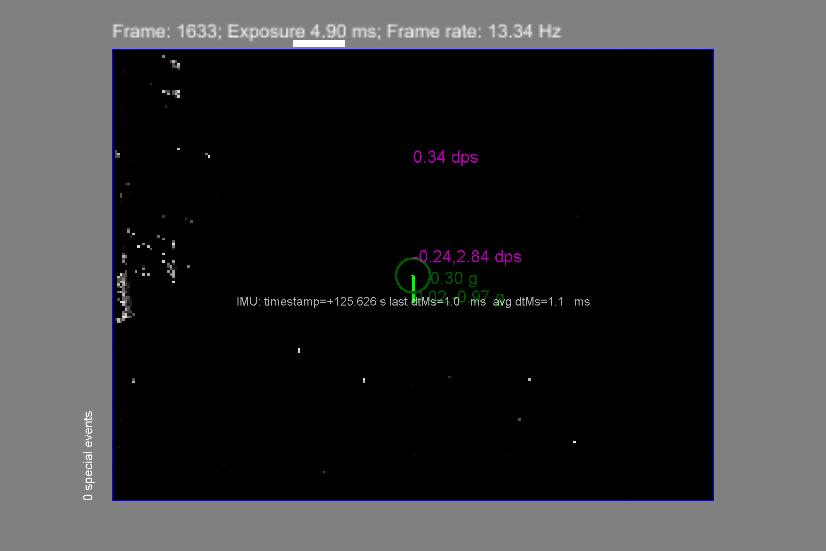 Frame: 1633; Exposure 4.90 ms; Frame rate: 13.34 Hz
0.34 dps
-0.24,2.84 dps
0.30 g
IMU: timestamp=+125.626 s last dtMs=1.0 ms avg dtMs=1.1 ms
0 special events